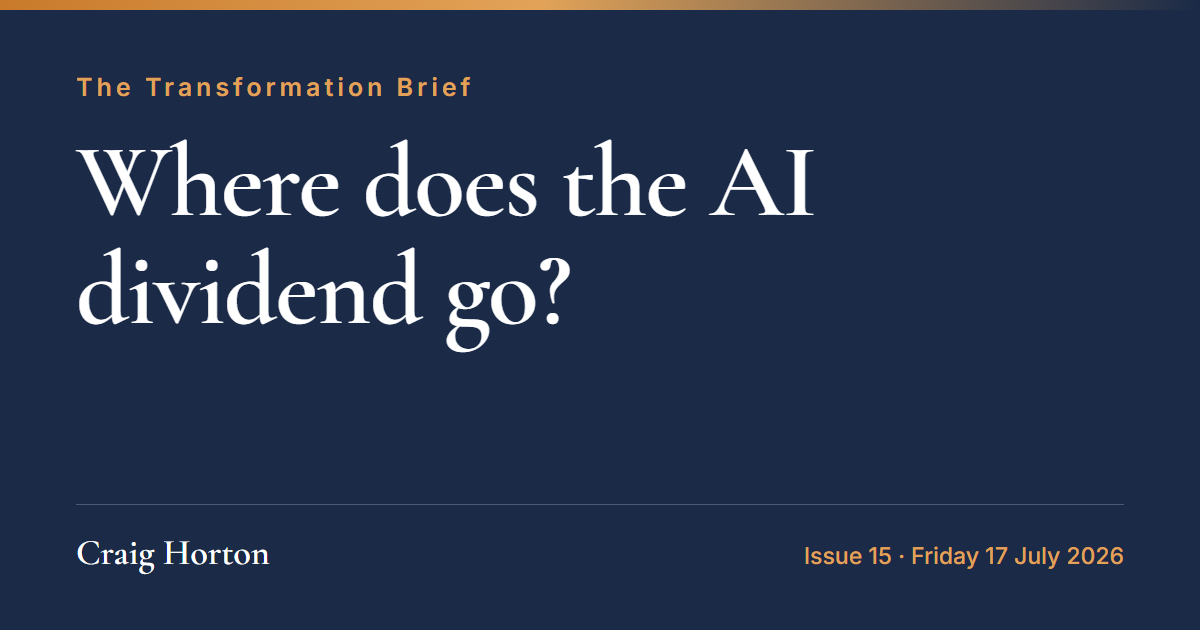 The Transformation Brief
Where does the AI
dividend go?
Craig Horton
Issue 15 · Friday 17 July 2026